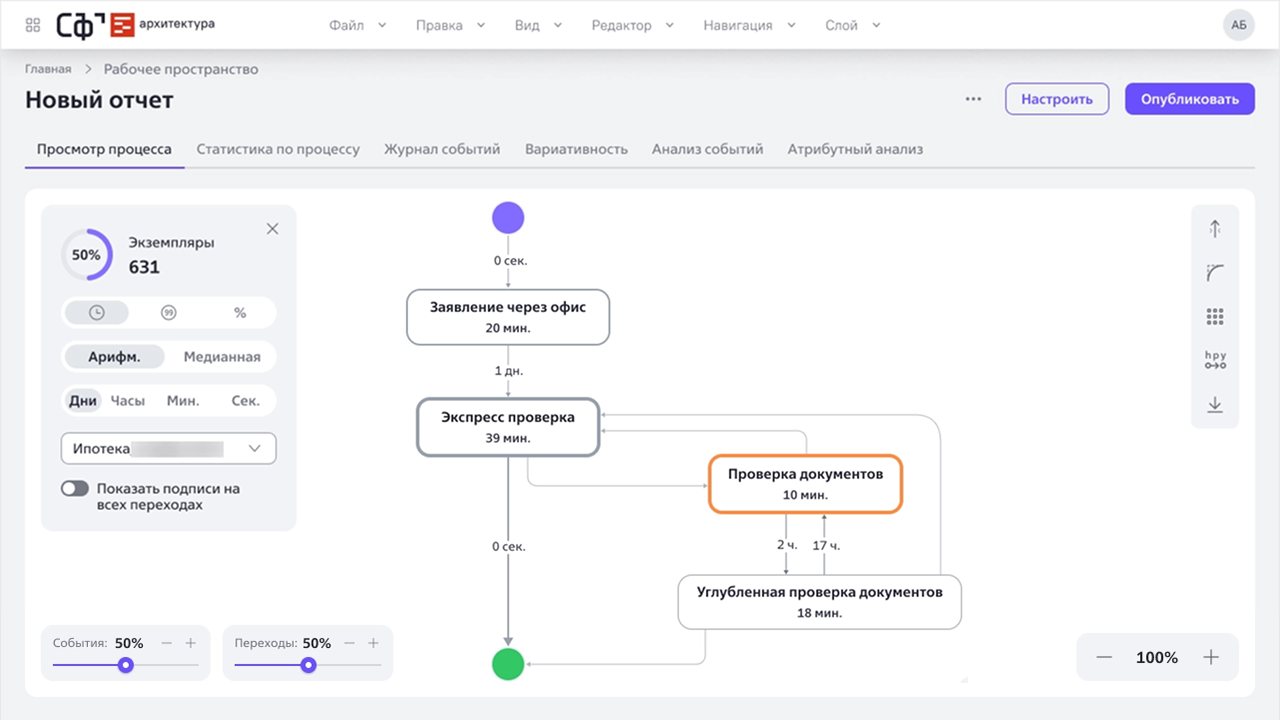 Сф архитектура
Файл Правка Вид Редактор Навигация Слой
АБ
Главная > Рабочее пространство
Новый отчет
Настроить
Опубликовать
Просмотр процесса Статистика по процессу Журнал событий Вариативность Анализ событий Атрибутный анализ
50%
Экземпляры
631
99 %
Арифм. Медианная
Дни Часы Мин. Сек.
Ипотека
Показать подписи на
всех переходах
0 сек.
Заявление через офис
20 мин.
1 дн.
Экспресс проверка
39 мин.
Проверка документов
10 мин.
0 сек.
2 ч. 17 ч.
Углубленная проверка документов
18 мин.
hpy
События: 50%
Переходы: 50%
100%